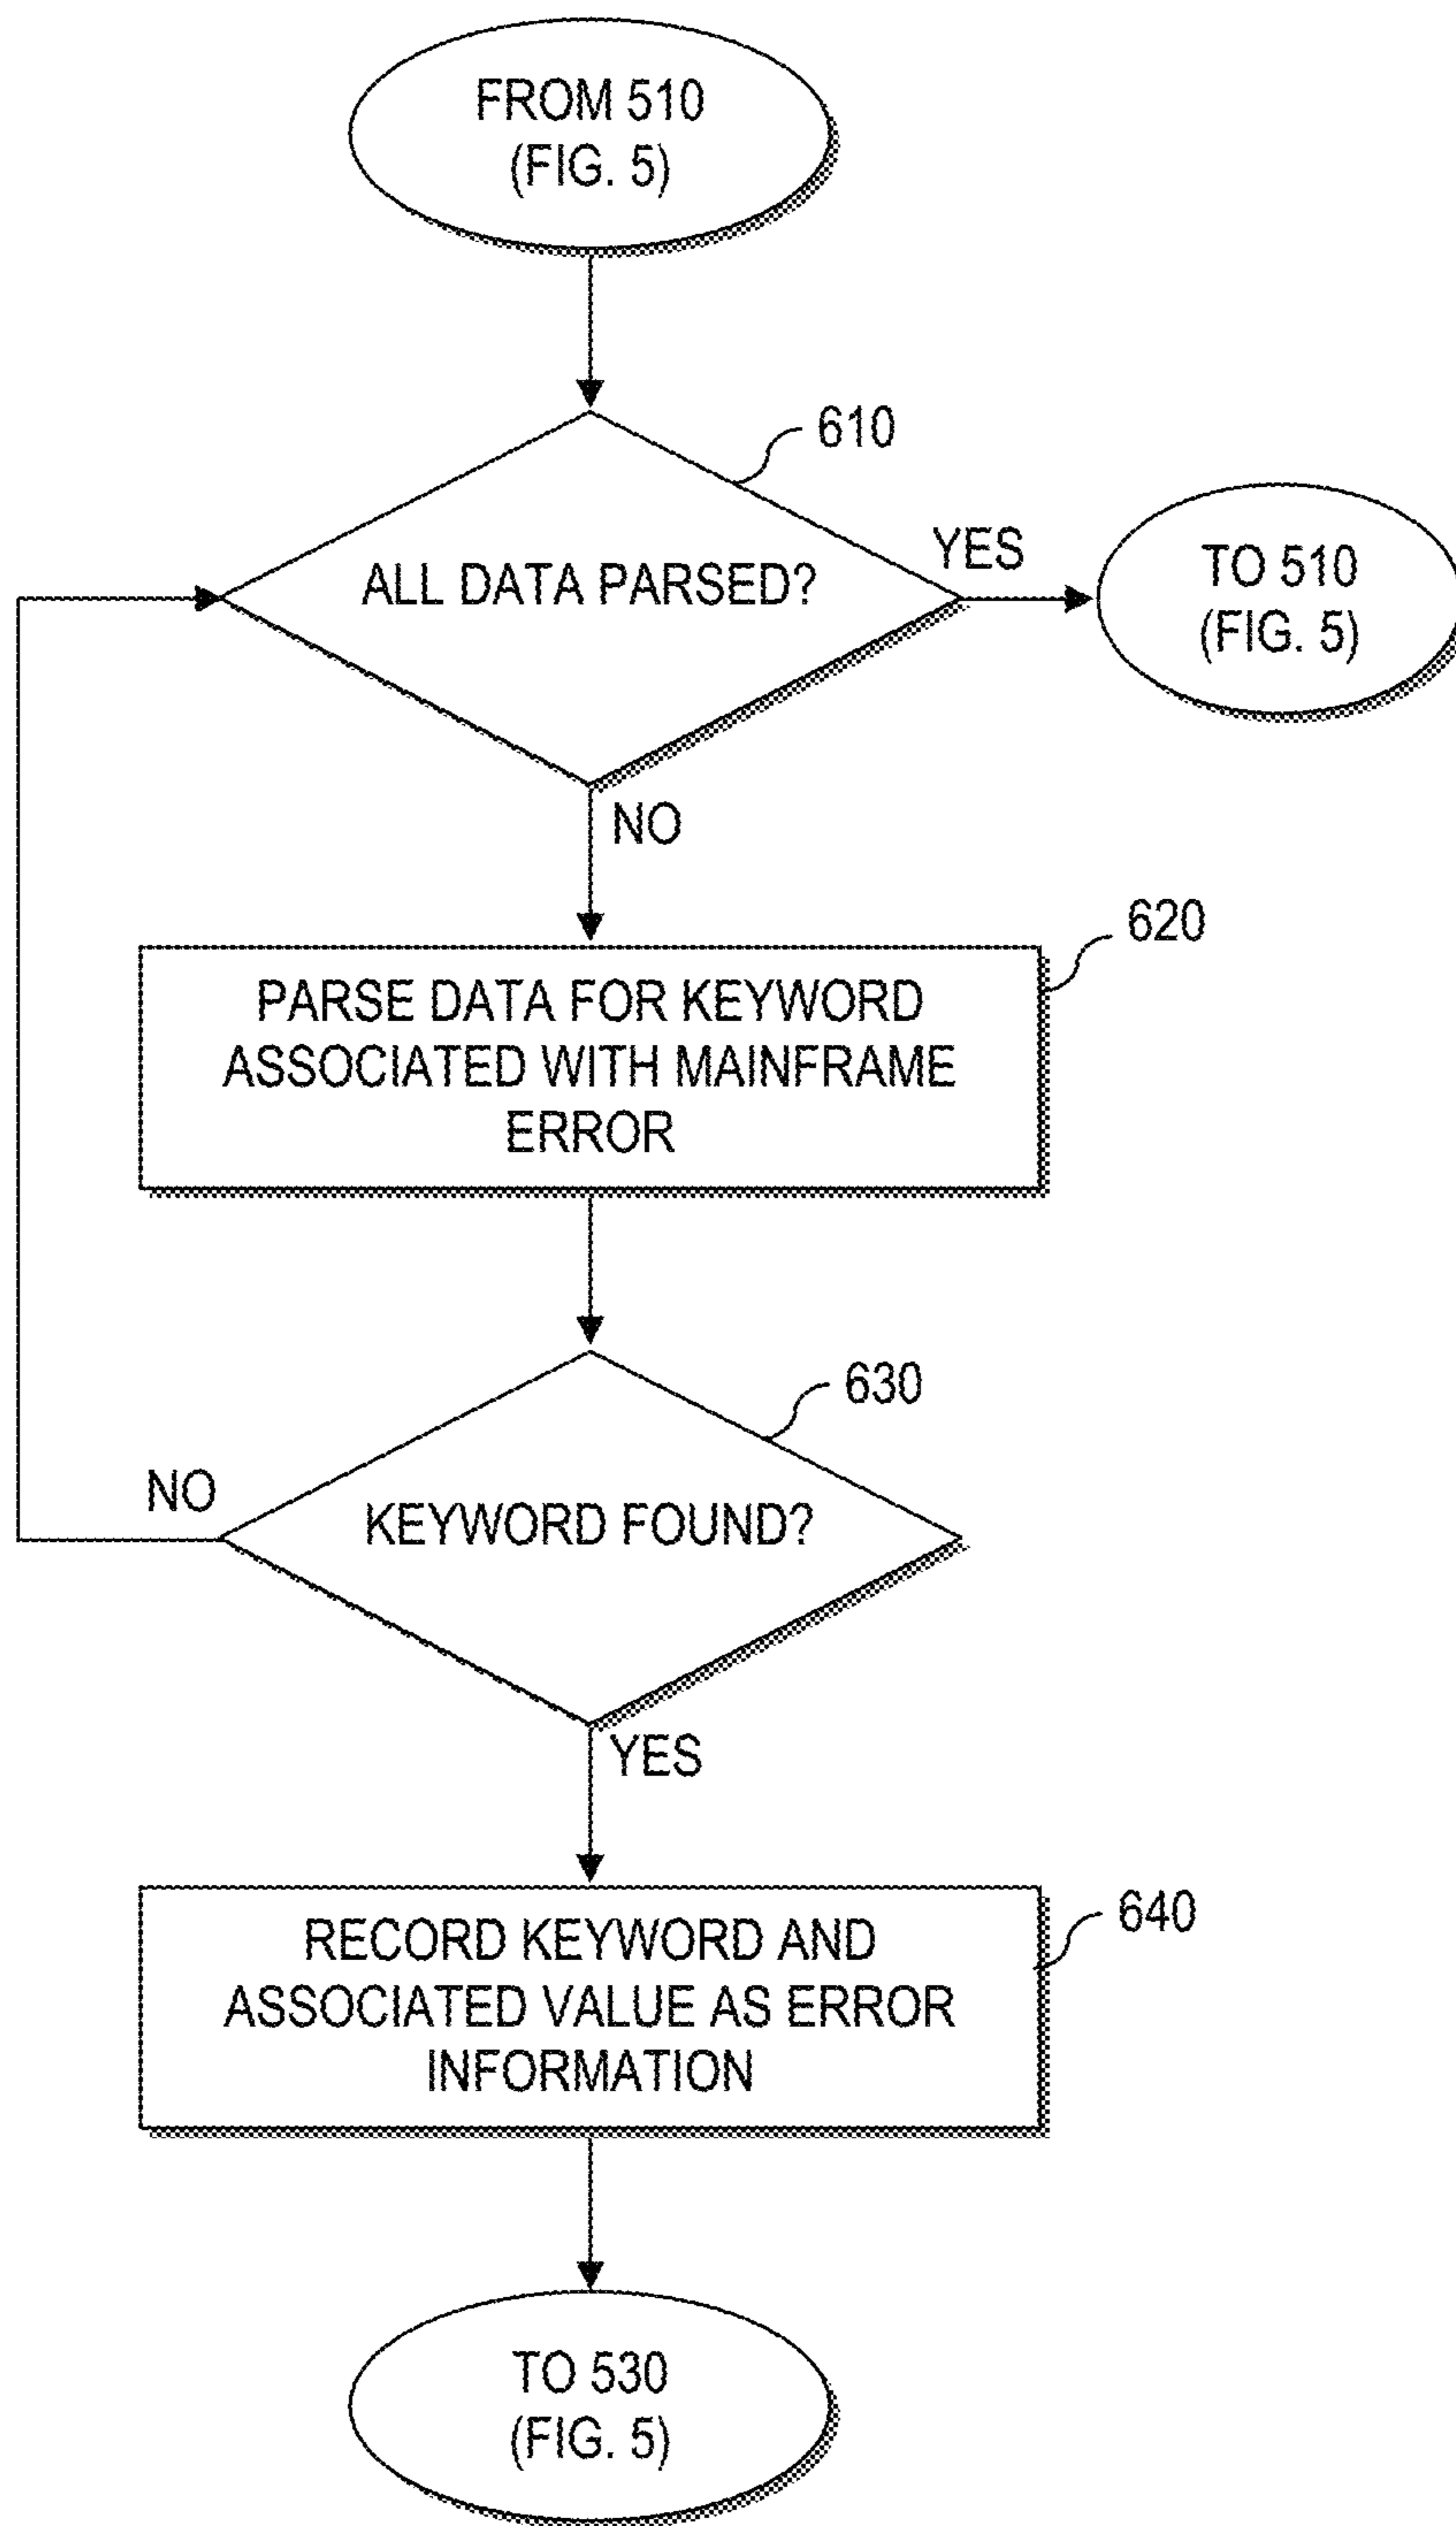 FROM 510
(FIG. 5)
610
ALL DATA PARSED?
YES
TO 510
(FIG. 5)
NO
620
PARSE DATA FOR KEYWORD
ASSOCIATED WITH MAINFRAME
ERROR
630
NO
KEYWORD FOUND?
YES
640
RECORD KEYWORD AND
ASSOCIATED VALUE AS ERROR
INFORMATION
TO 530
(FIG. 5)